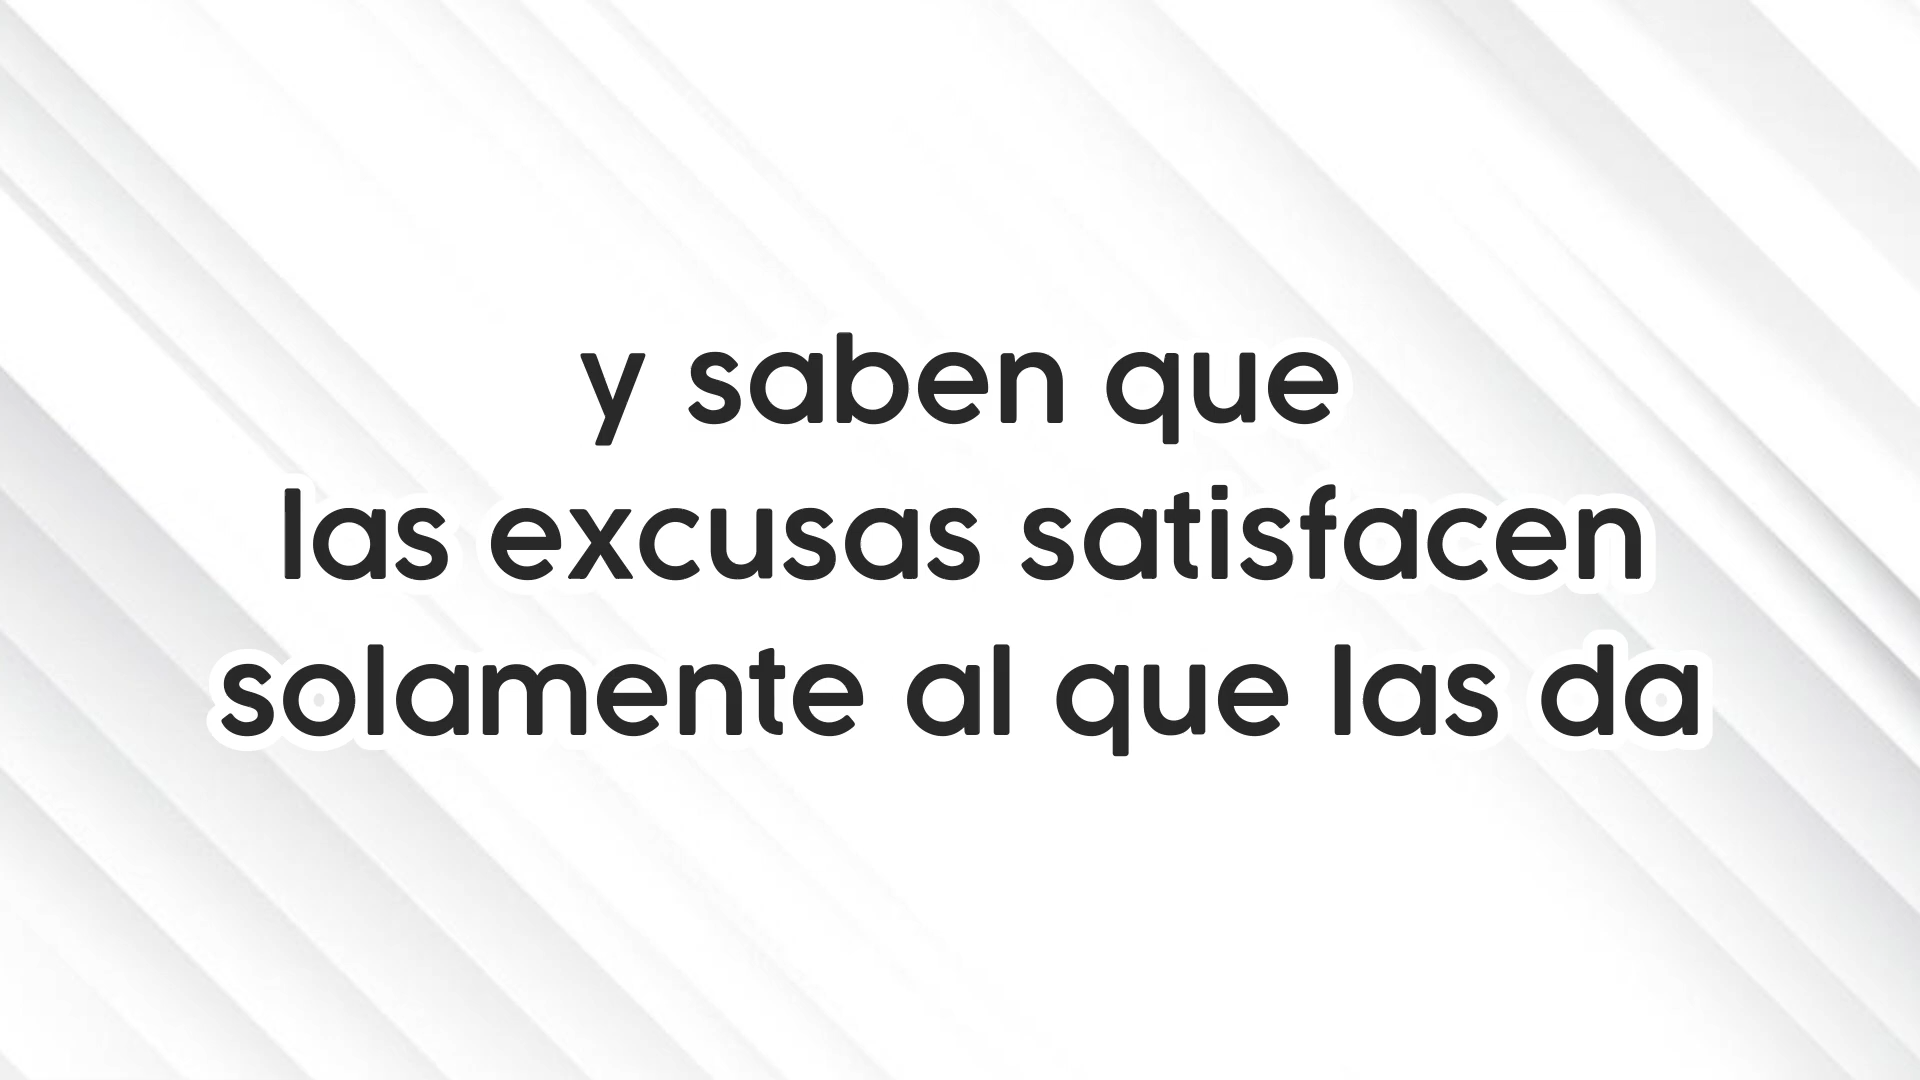 y saben que
las excusas satisfacen
solamente al que las da